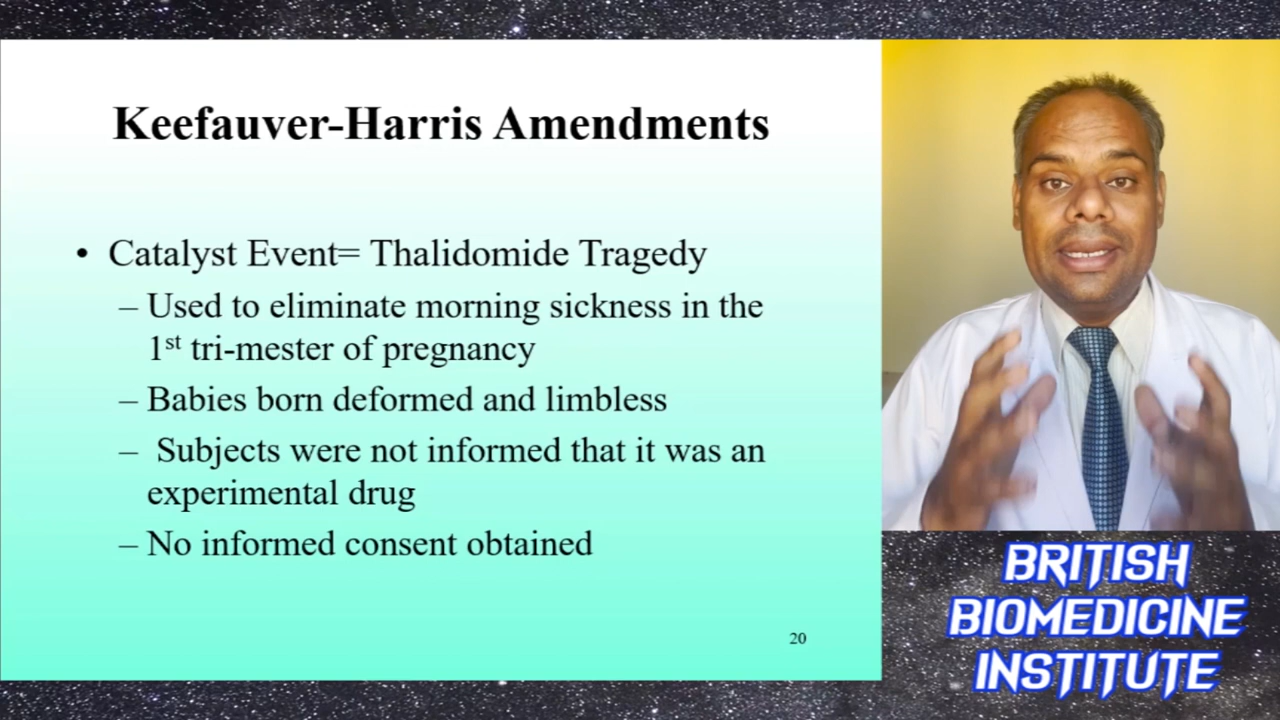 Keefauver-Harris Amendments
• Catalyst Event= Thalidomide Tragedy
– Used to eliminate morning sickness in the
1st tri-mester of pregnancy
– Babies born deformed and limbless
– Subjects were not informed that it was an
experimental drug
– No informed consent obtained
20
BRITISH
BIOMEDICINE
INSTITUTE